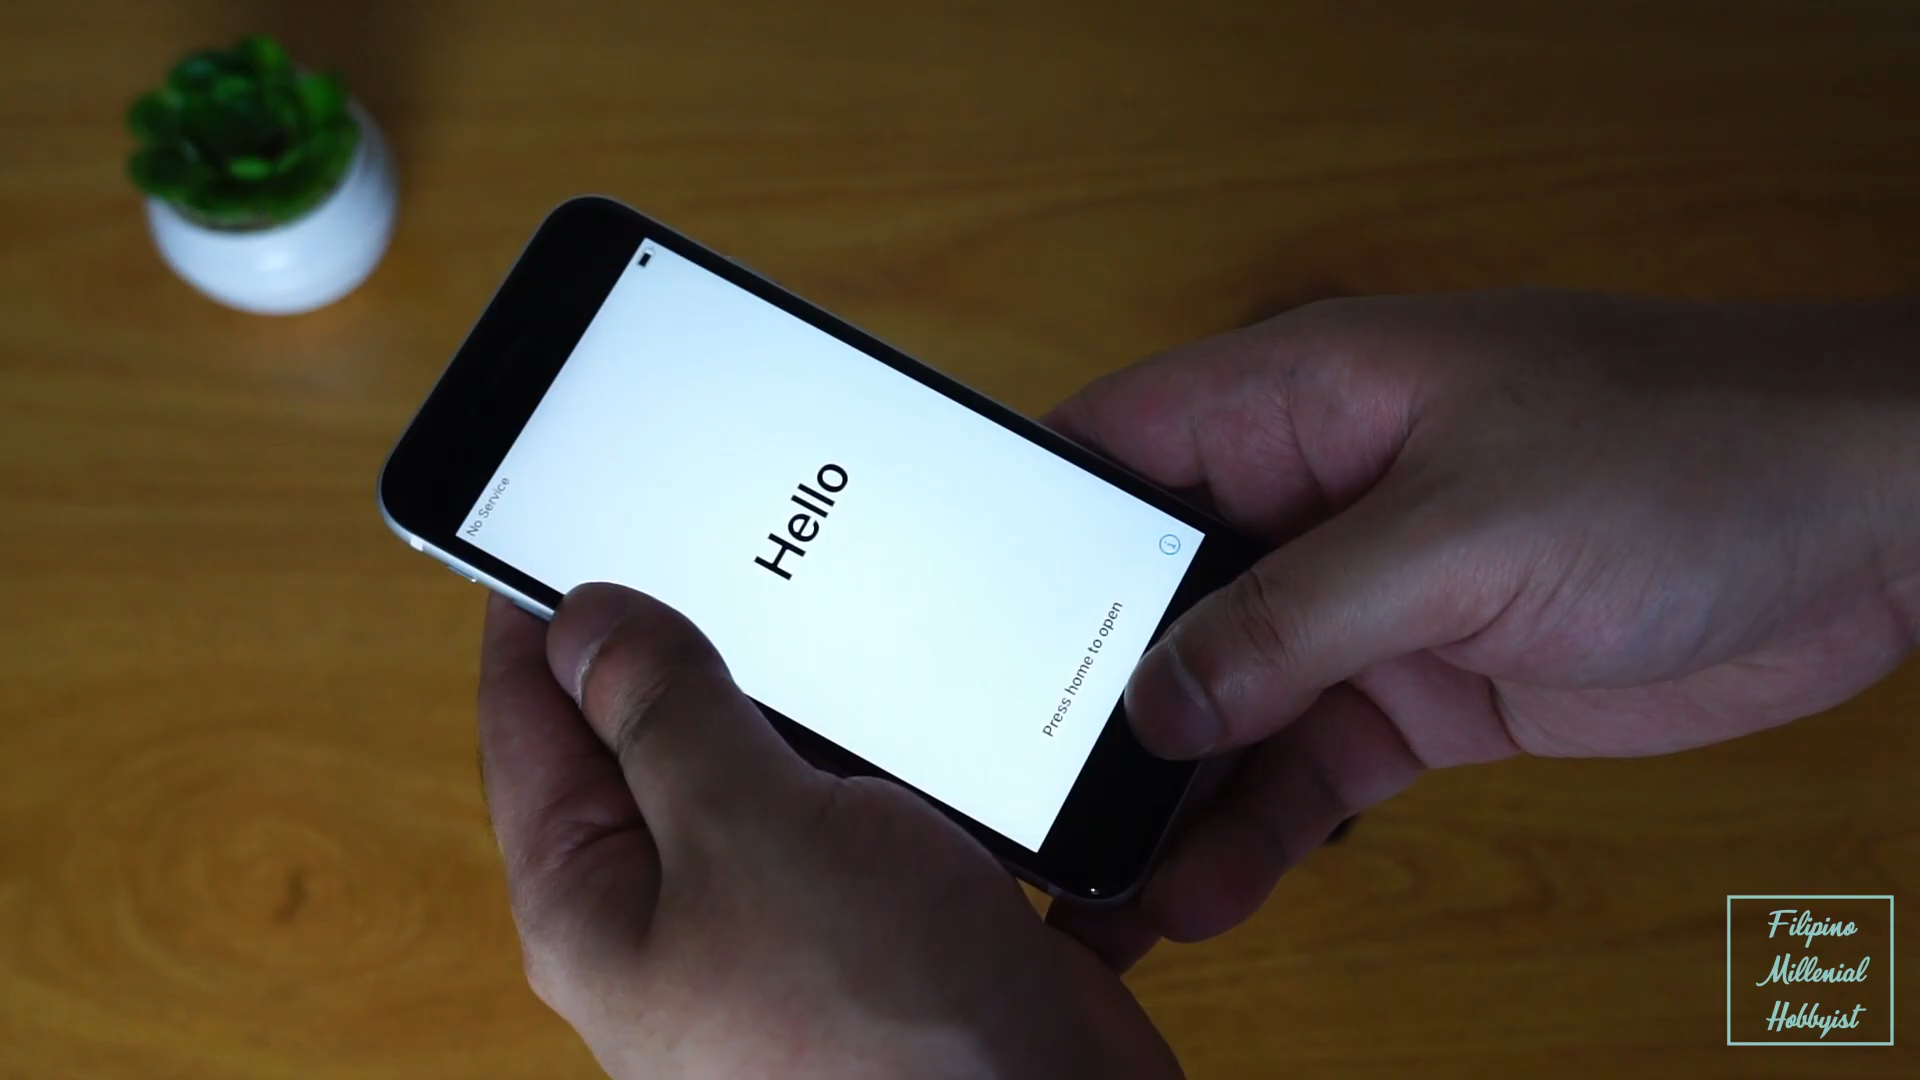 No Service
Hello
Press home to open
Filipino
Millenial
Hobbyist